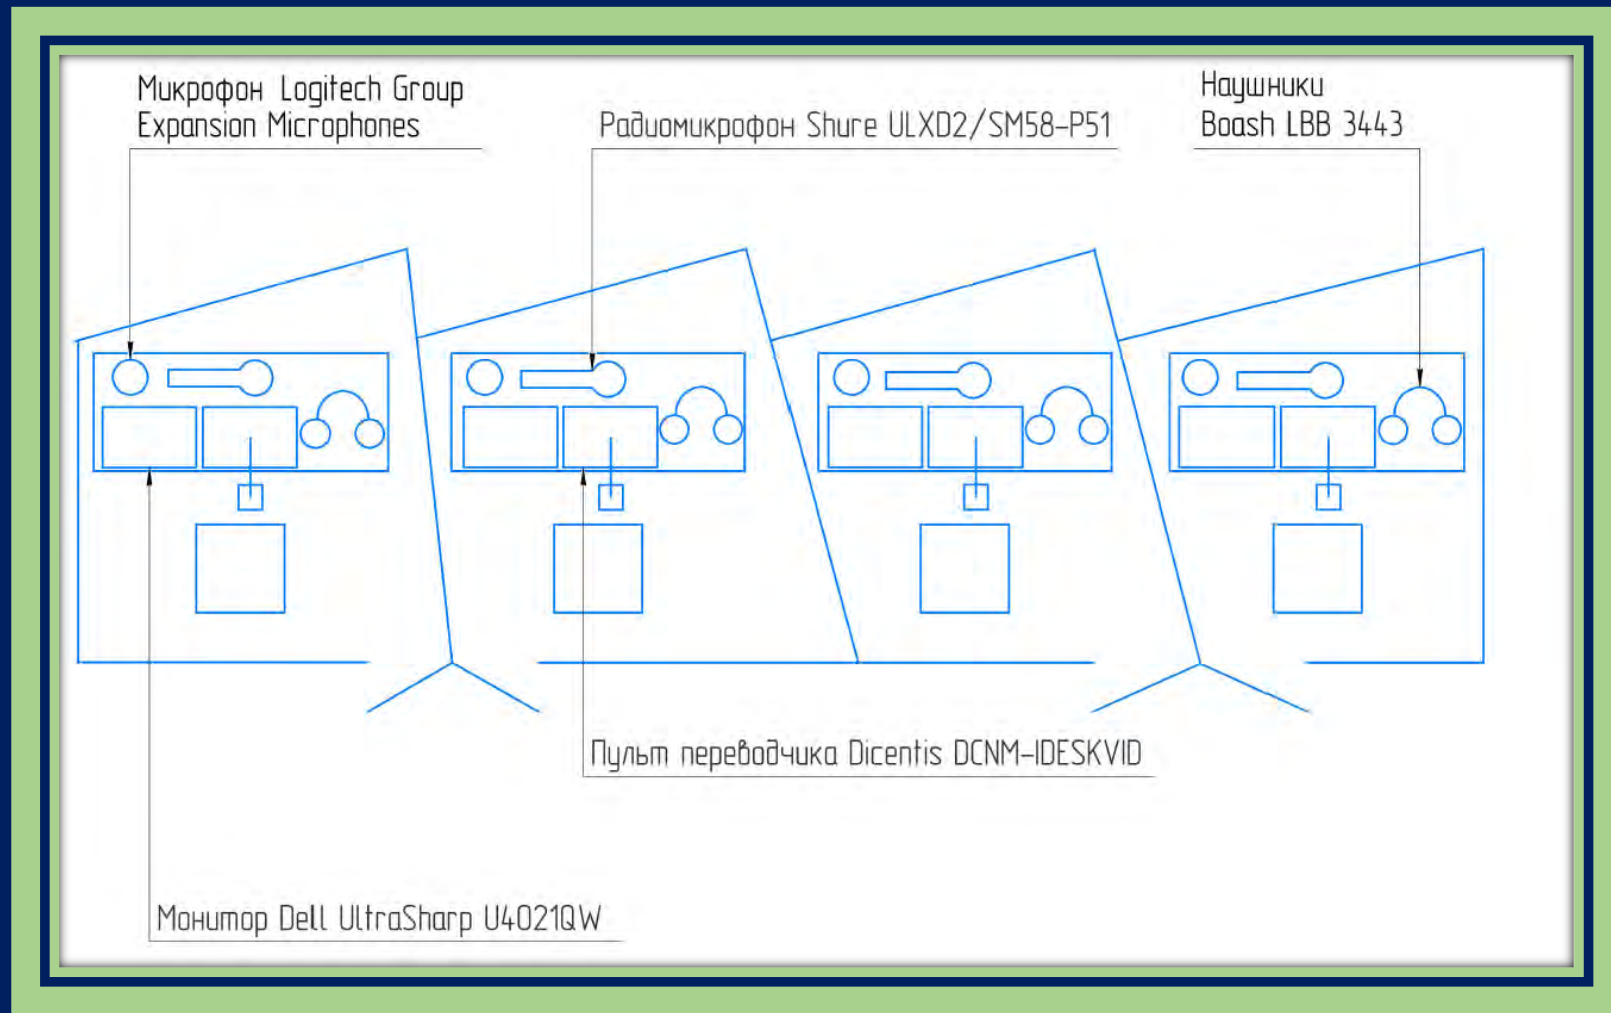 Микрофон Logitech Group
Expansion Microphones
Радиомикрофон Shure ULXD2/SM58-P51
Наушники
Boash LBB 3443
Пульт переводчика Dicentis DCNM-IDESKVID
Монитор Dell UltraSharp U4021QW